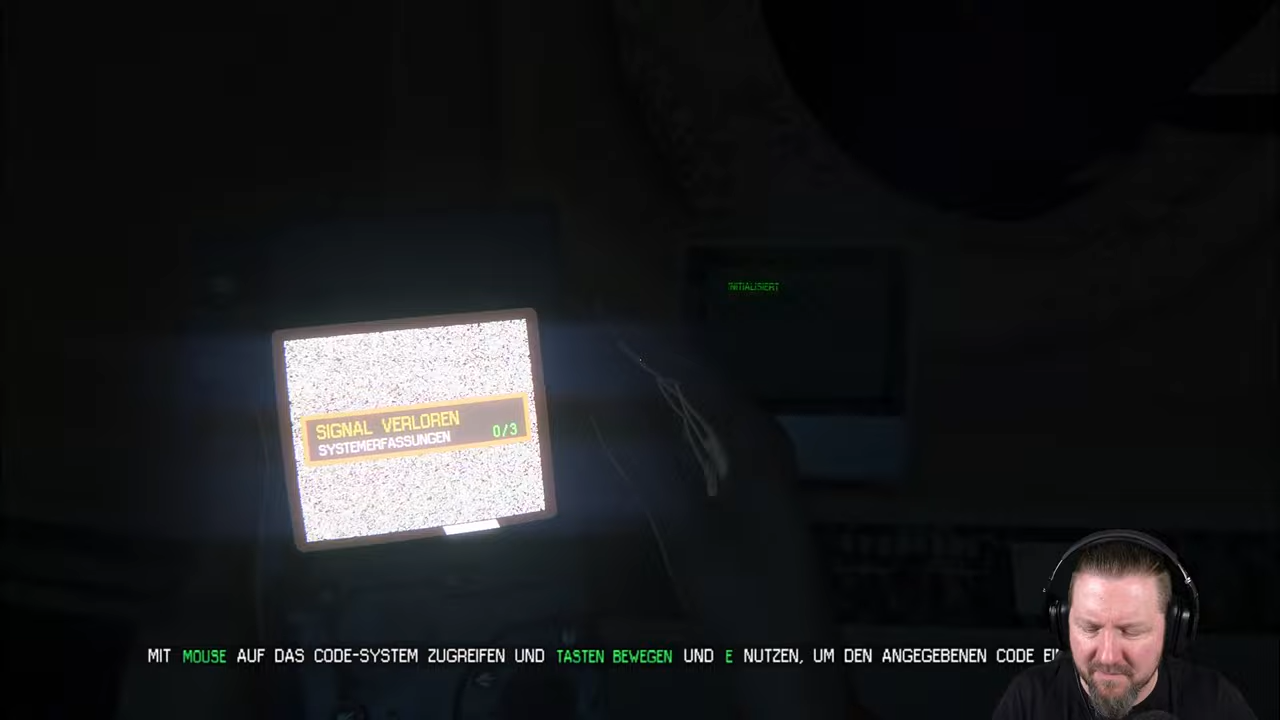 INITIALISIERT
SIGNAL VERLOREN
SYSTEMERFASSUNGEN 0/3
MIT MOUSE AUF DAS CODE-SYSTEM ZUGREIFEN UND TASTEN BEWEGEN UND E NUTZEN, UM DEN ANGEGEBENEN CODE